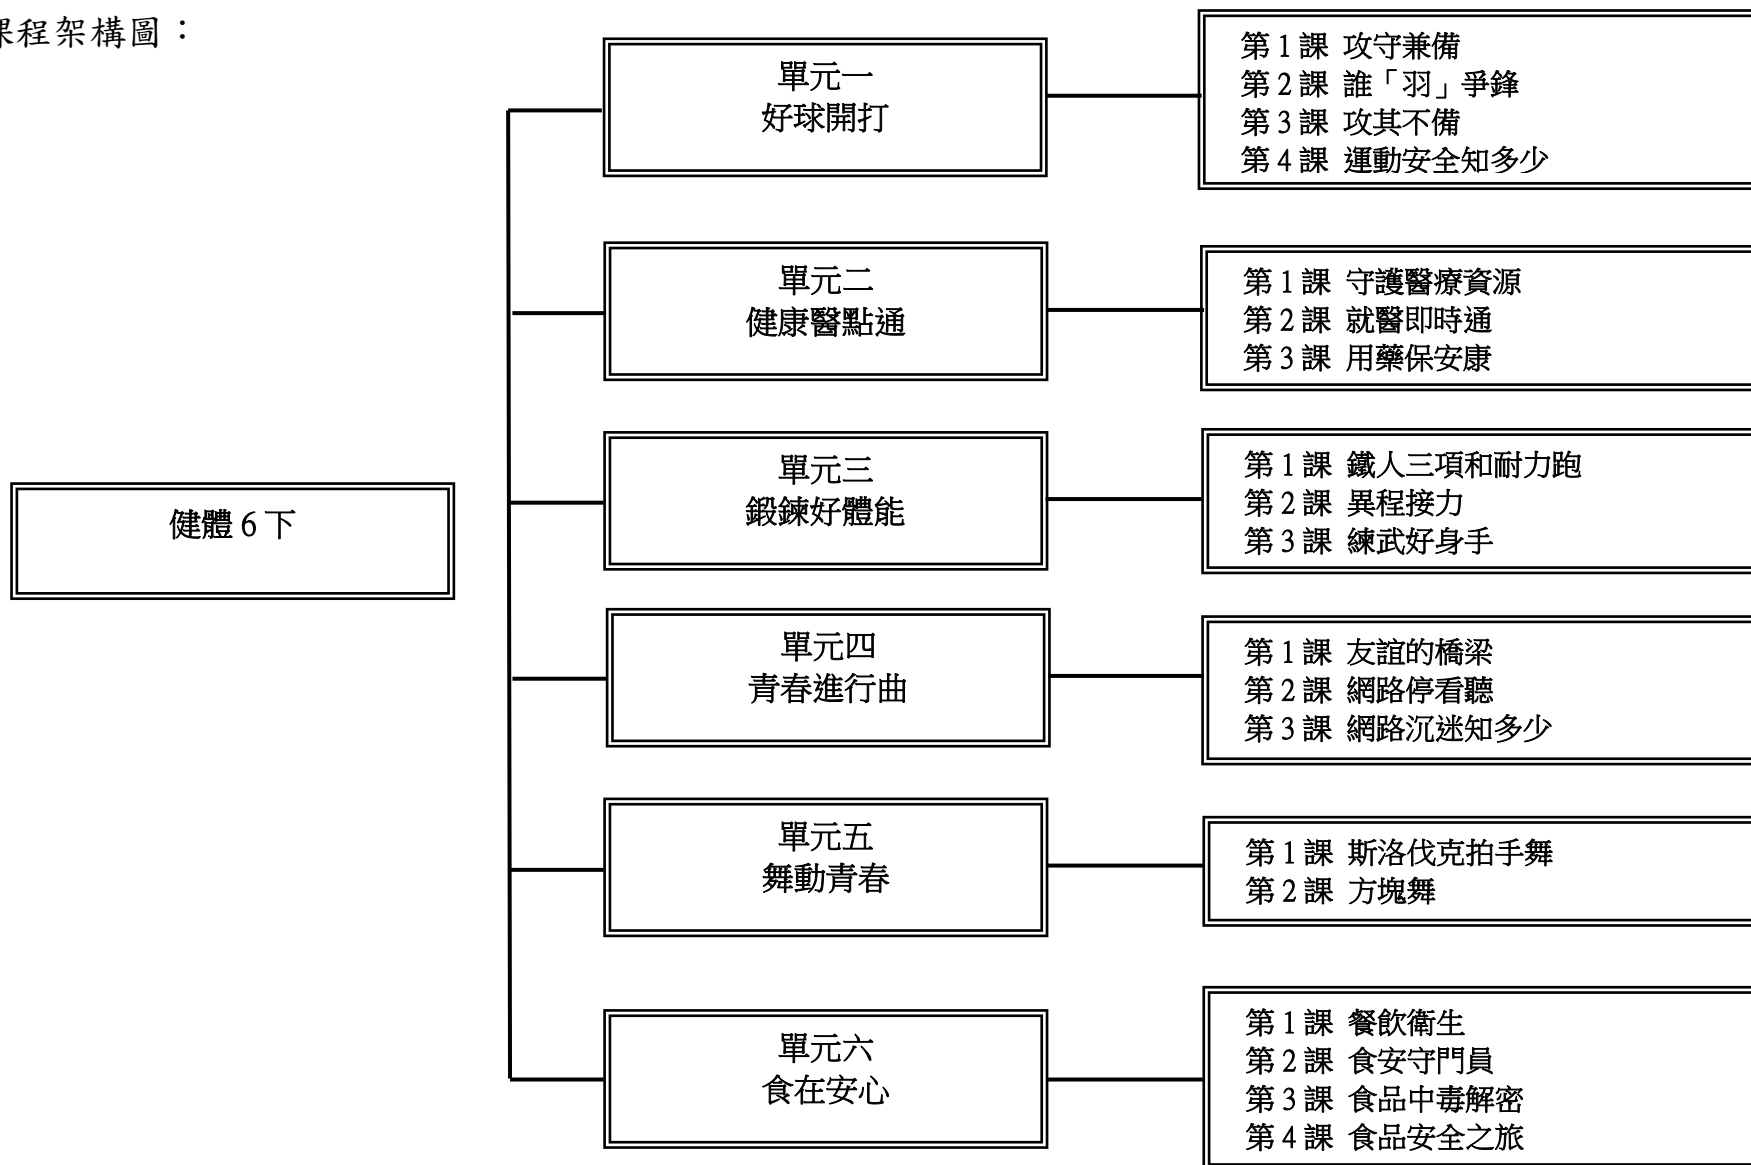 課程架構圖：
單元一
好球開打
第1課 攻守兼備
第2課 誰「羽」爭鋒
第3課 攻其不備
第4課 運動安全知多少
單元二
健康醫點通
第1課 守護醫療資源
第2課 就醫即時通
第3課 用藥保安康
健體6下
單元三
鍛鍊好體能
第1課 鐵人三項和耐力跑
第2課 異程接力
第3課 練武好身手
單元四
青春進行曲
第1課 友誼的橋梁
第2課 網路停看聽
第3課 網路沉迷知多少
單元五
舞動青春
第1課 斯洛伐克拍手舞
第2課 方塊舞
單元六
食在安心
第1課 餐飲衛生
第2課 食安守門員
第3課 食品中毒解密
第4課 食品安全之旅